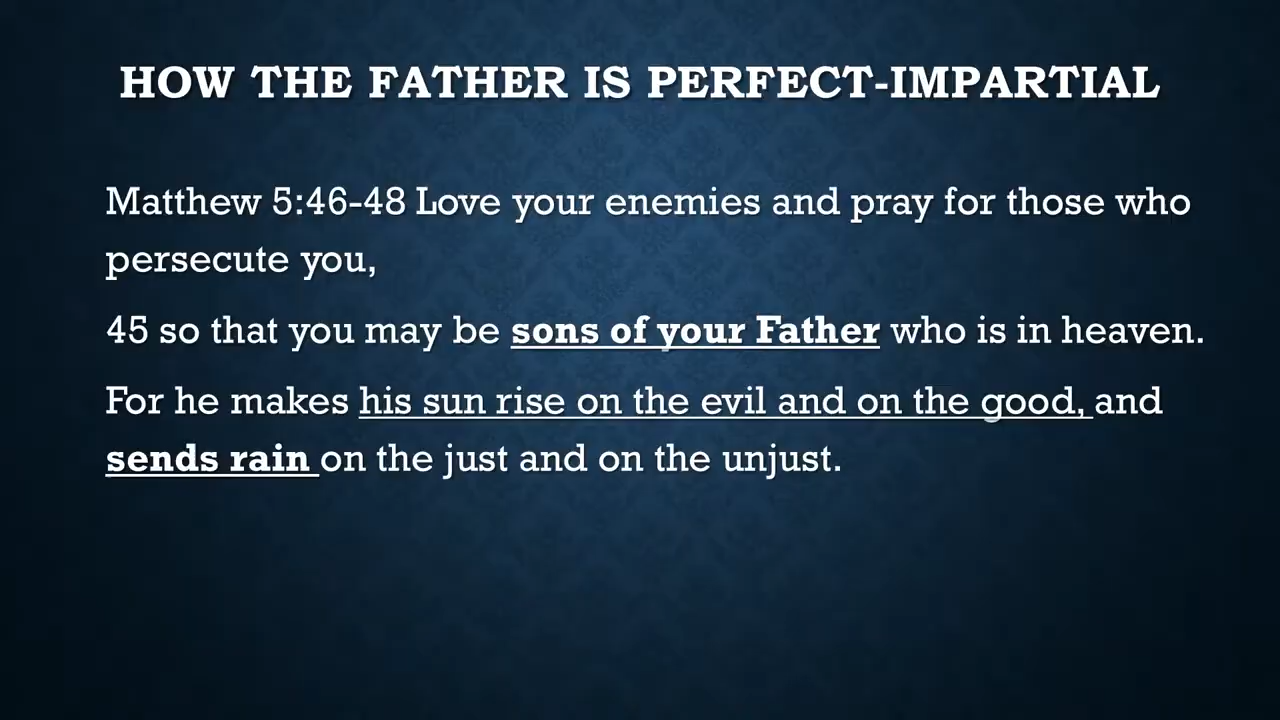 HOW THE FATHER IS PERFECT-IMPARTIAL
Matthew 5:46-48 Love your enemies and pray for those who
persecute you,
45 so that you may be sons of your Father who is in heaven.
For he makes his sun rise on the evil and on the good, and
sends rain on the just and on the unjust.